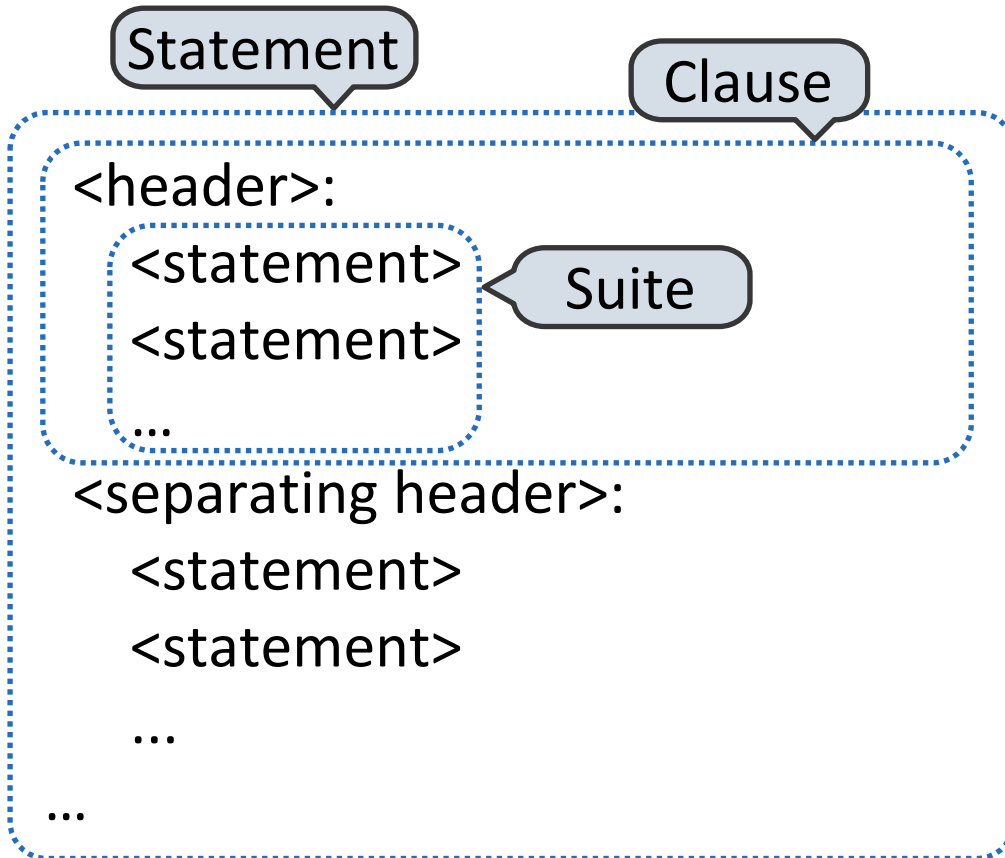 Statement
Clause
<header>:
<statement>
Suite
<statement>
...
<separating header>:
<statement>
<statement>
...
...